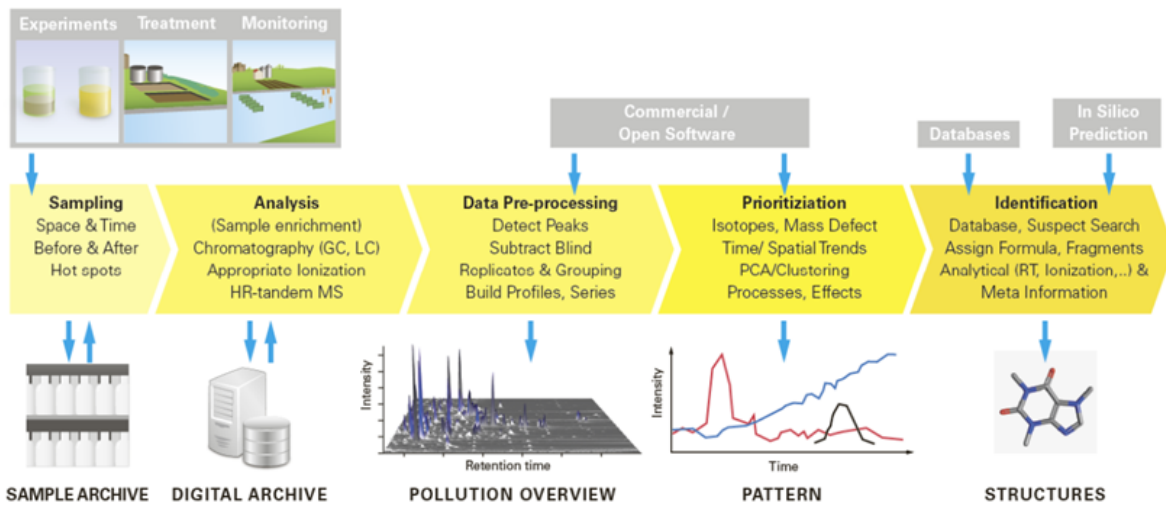 Experiments Treatment Monitoring
Commercial /
Open Software
Databases
In Silico
Prediction
Sampling
Space & Time
Before & After
Hot spots
Analysis
(Sample enrichment)
Chromatography (GC, LC)
Appropriate Ionization
HR-tandem MS
Data Pre-processing
Detect Peaks
Subtract Blind
Replicates & Grouping
Build Profiles, Series
Prioritiziation
Isotopes, Mass Defect
Time/ Spatial Trends
PCA/Clustering
Processes, Effects
Identification
Database, Suspect Search
Assign Formula, Fragments
Analytical (RT, Ionization,..) &
Meta Information
Intensity
Retention time
Intensity
Time
SAMPLE ARCHIVE
DIGITAL ARCHIVE
POLLUTION OVERVIEW
PATTERN
STRUCTURES